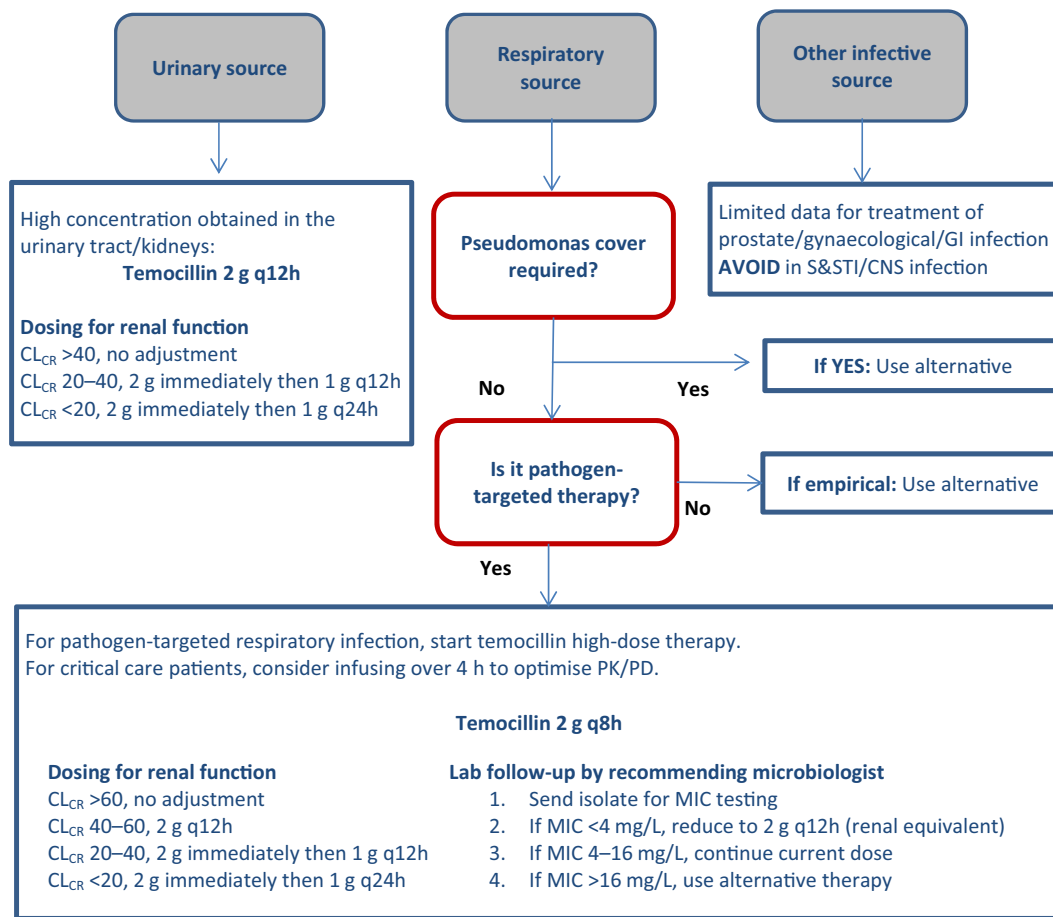 Urinary source
Respiratory
source
Other infective
source
High concentration obtained in the
urinary tract/kidneys:
Temocillin 2 g q12h
Dosing for renal function
CLCR >40, no adjustment
CLCR 20–40, 2 g immediately then 1 g q12h
CLCR <20, 2 g immediately then 1 g q24h
Pseudomonas cover
required?
Limited data for treatment of
prostate/gynaecological/GI infection
AVOID in S&STI/CNS infection
No
Yes
If YES: Use alternative
Is it pathogen-
targeted therapy?
No
If empirical: Use alternative
Yes
For pathogen-targeted respiratory infection, start temocillin high-dose therapy.
For critical care patients, consider infusing over 4 h to optimise PK/PD.
Temocillin 2 g q8h
Dosing for renal function
CLCR >60, no adjustment
CLCR 40–60, 2 g q12h
CLCR 20–40, 2 g immediately then 1 g q12h
CLCR <20, 2 g immediately then 1 g q24h
Lab follow-up by recommending microbiologist
1. Send isolate for MIC testing
2. If MIC <4 mg/L, reduce to 2 g q12h (renal equivalent)
3. If MIC 4–16 mg/L, continue current dose
4. If MIC >16 mg/L, use alternative therapy